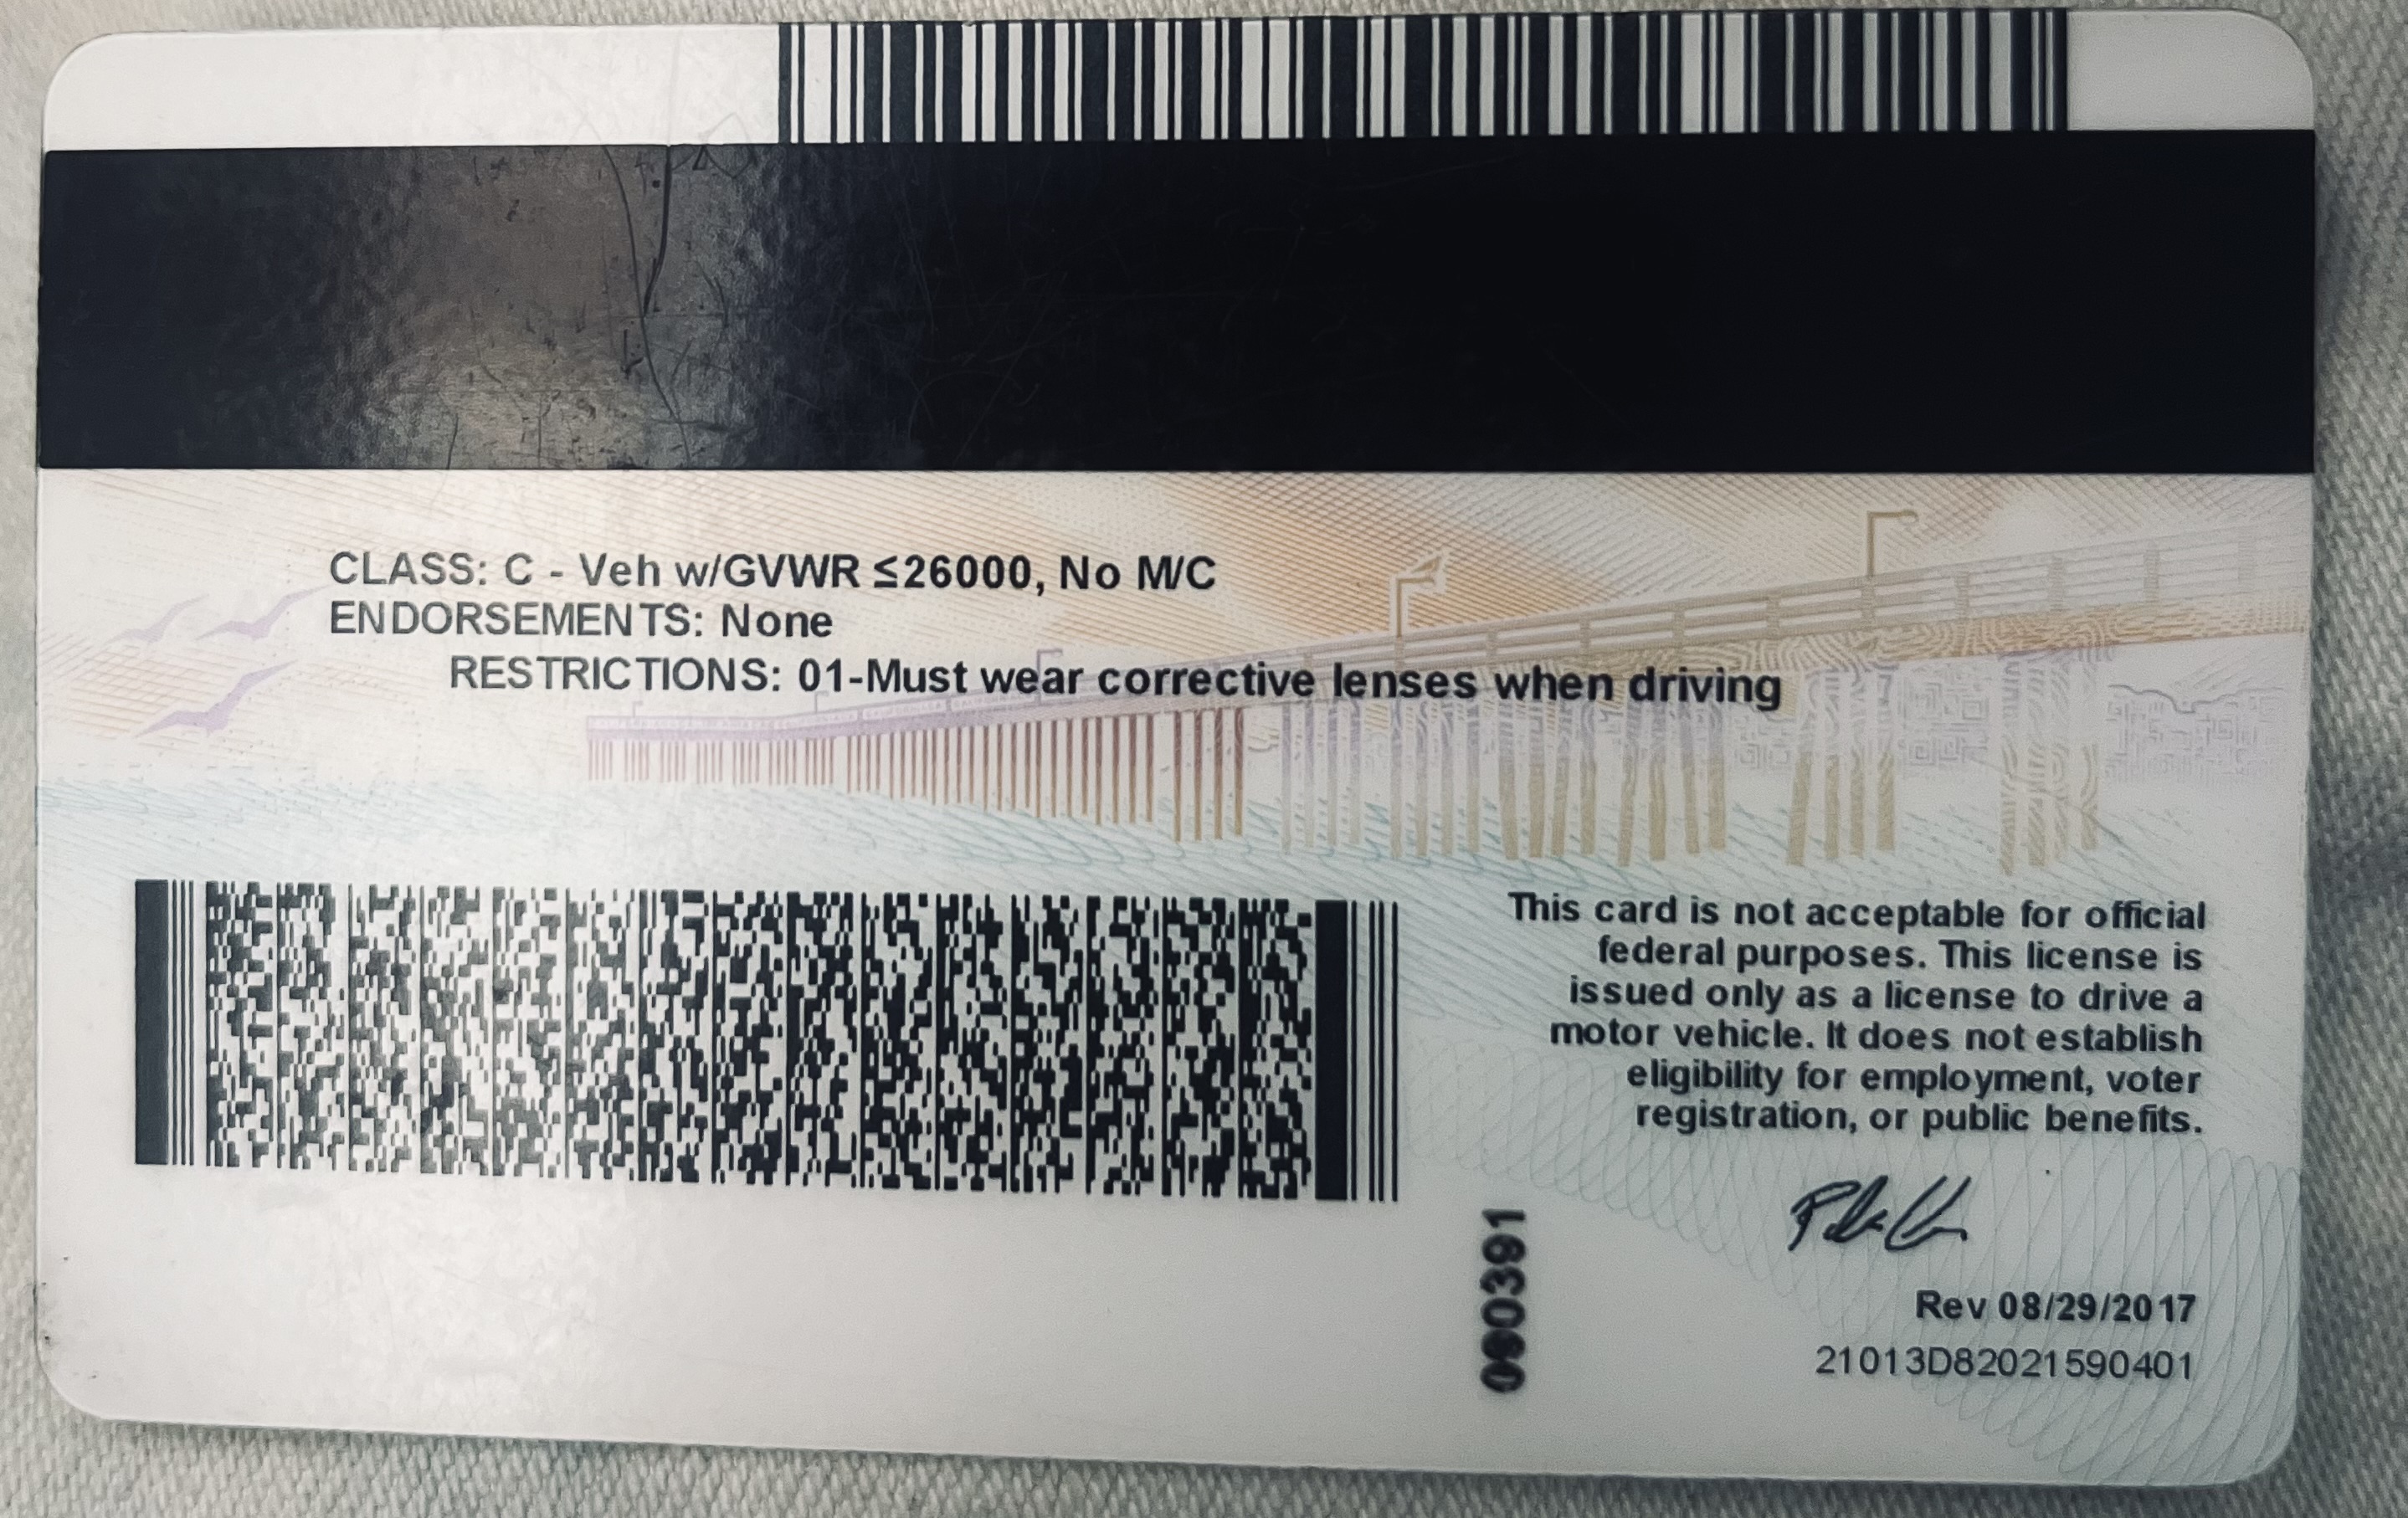 CLASS: C - Veh w/GVWR ≤26000, No M/C
ENDORSEMENTS: None
RESTRICTIONS: 01-Must wear corrective lenses when driving
This card is not acceptable for official
federal purposes. This license is
issued only as a license to drive a
motor vehicle. It does not establish
eligibility for employment, voter
registration, or public benefits.
Rev 08/29/2017
21013D82021590401